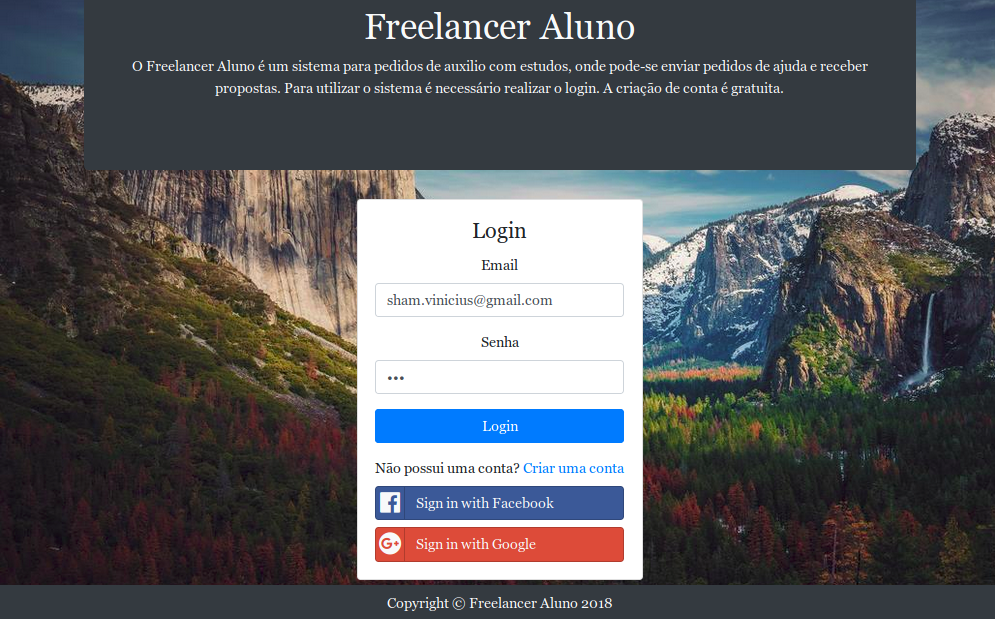 Freelancer Aluno
O Freelancer Aluno é um sistema para pedidos de auxilio com estudos, onde pode-se enviar pedidos de ajuda e receber
propostas. Para utilizar o sistema é necessário realizar o login. A criação de conta é gratuita.
Login
Email
sham.vinicius@gmail.com
Senha
•••
Login
Não possui uma conta? Criar uma conta
Sign in with Facebook
G+ Sign in with Google
Copyright © Freelancer Aluno 2018